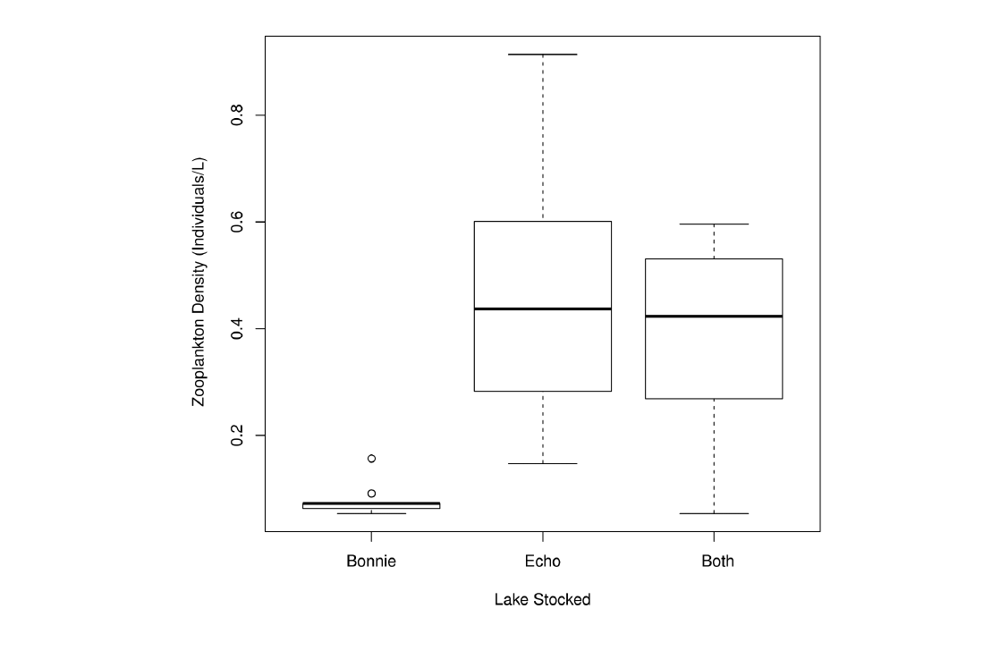 Zooplankton Density (Individuals/L)
0.8
0.6
0.4
0.2
Bonnie
Echo
Both
Lake Stocked